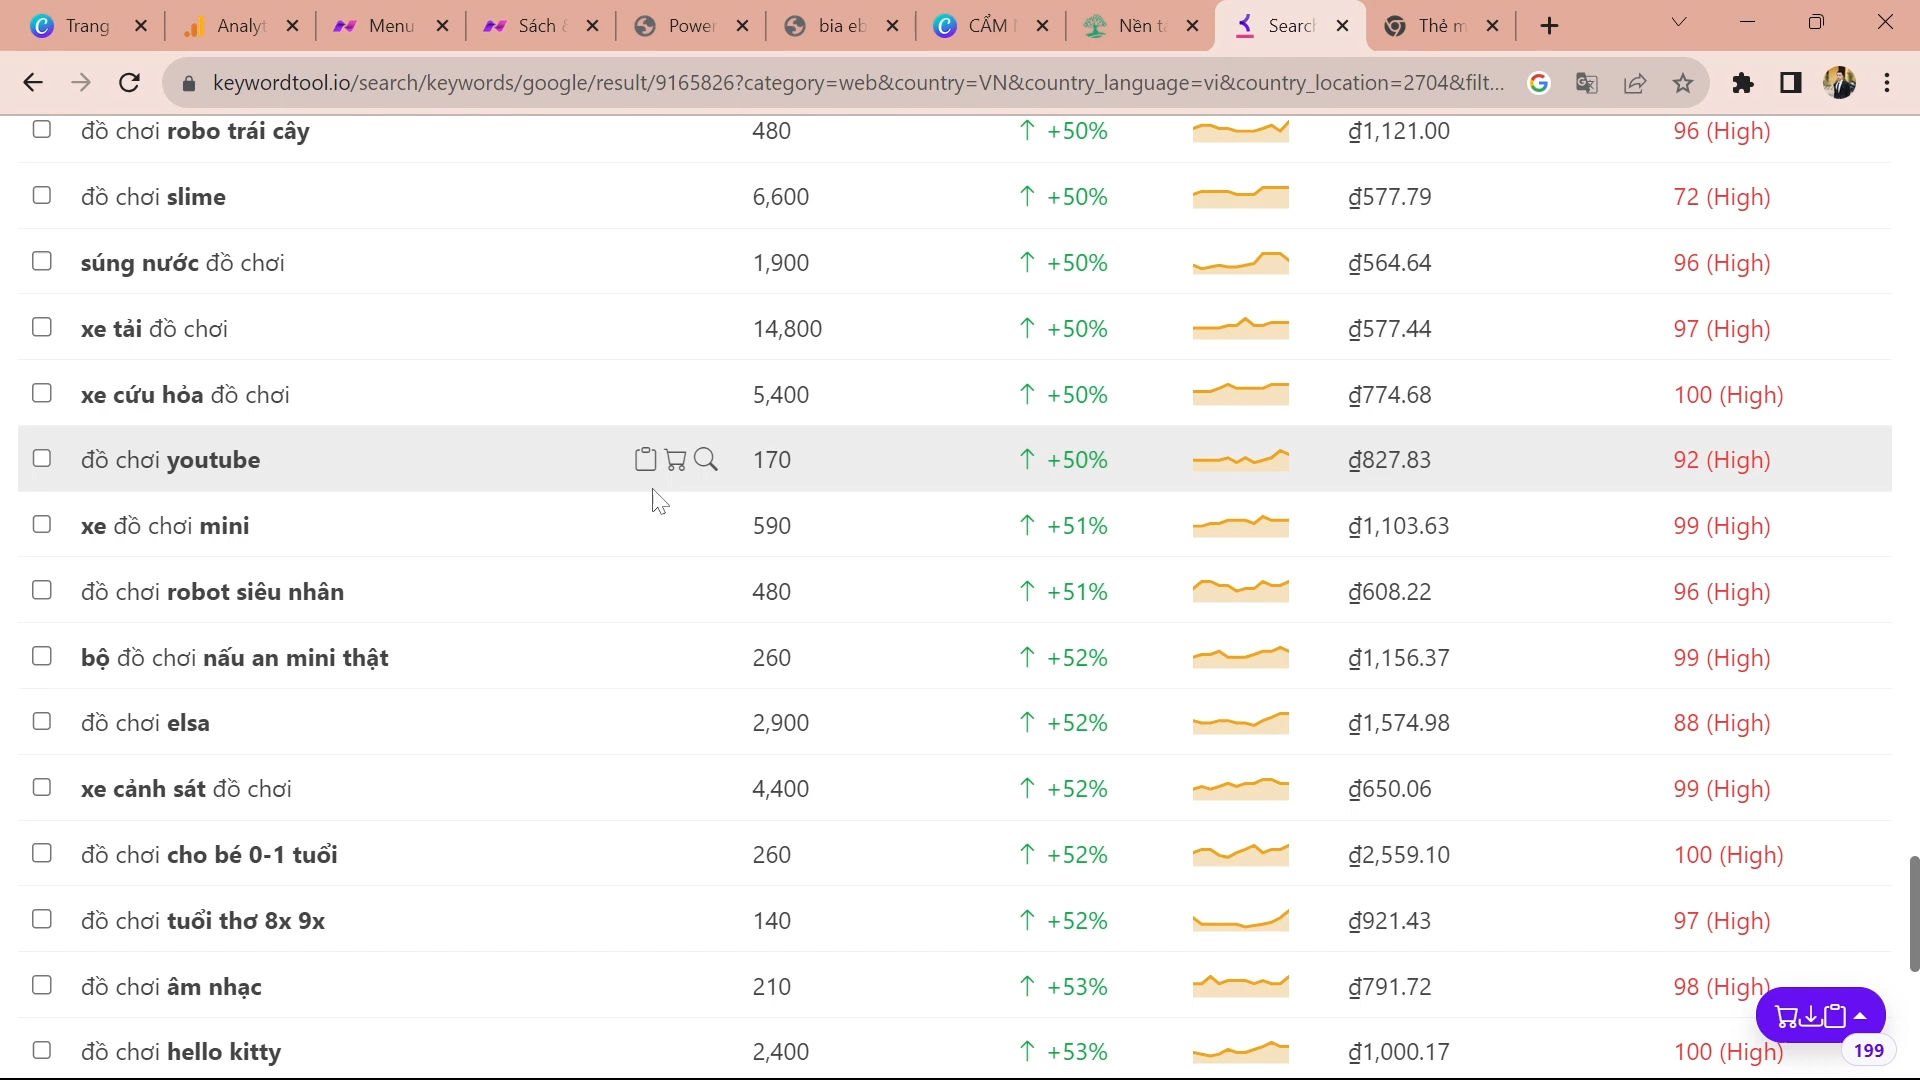 Trang
Analyt
Menu
Sách &
Power
bia eb
CẨM
Nền tả
Search
Thẻ m
keywordtool.io/search/keywords/google/result/9165826?category=web&country=VN&country_language=vi&country_location=2704&filt...
đồ chơi robo trái cây 480 +50% ₫1,121.00 96 (High)
đồ chơi slime 6,600 +50% ₫577.79 72 (High)
súng nước đồ chơi 1,900 +50% ₫564.64 96 (High)
xe tải đồ chơi 14,800 +50% ₫577.44 97 (High)
xe cứu hỏa đồ chơi 5,400 +50% ₫774.68 100 (High)
đồ chơi youtube 170 +50% ₫827.83 92 (High)
xe đồ chơi mini 590 +51% ₫1,103.63 99 (High)
đồ chơi robot siêu nhân 480 +51% ₫608.22 96 (High)
bộ đồ chơi nấu an mini thật 260 +52% ₫1,156.37 99 (High)
đồ chơi elsa 2,900 +52% ₫1,574.98 88 (High)
xe cảnh sát đồ chơi 4,400 +52% ₫650.06 99 (High)
đồ chơi cho bé 0-1 tuổi 260 +52% ₫2,559.10 100 (High)
đồ chơi tuổi thơ 8x 9x 140 +52% ₫921.43 97 (High)
đồ chơi âm nhạc 210 +53% ₫791.72 98 (High)
đồ chơi hello kitty 2,400 +53% ₫1,000.17 100 (High)
199